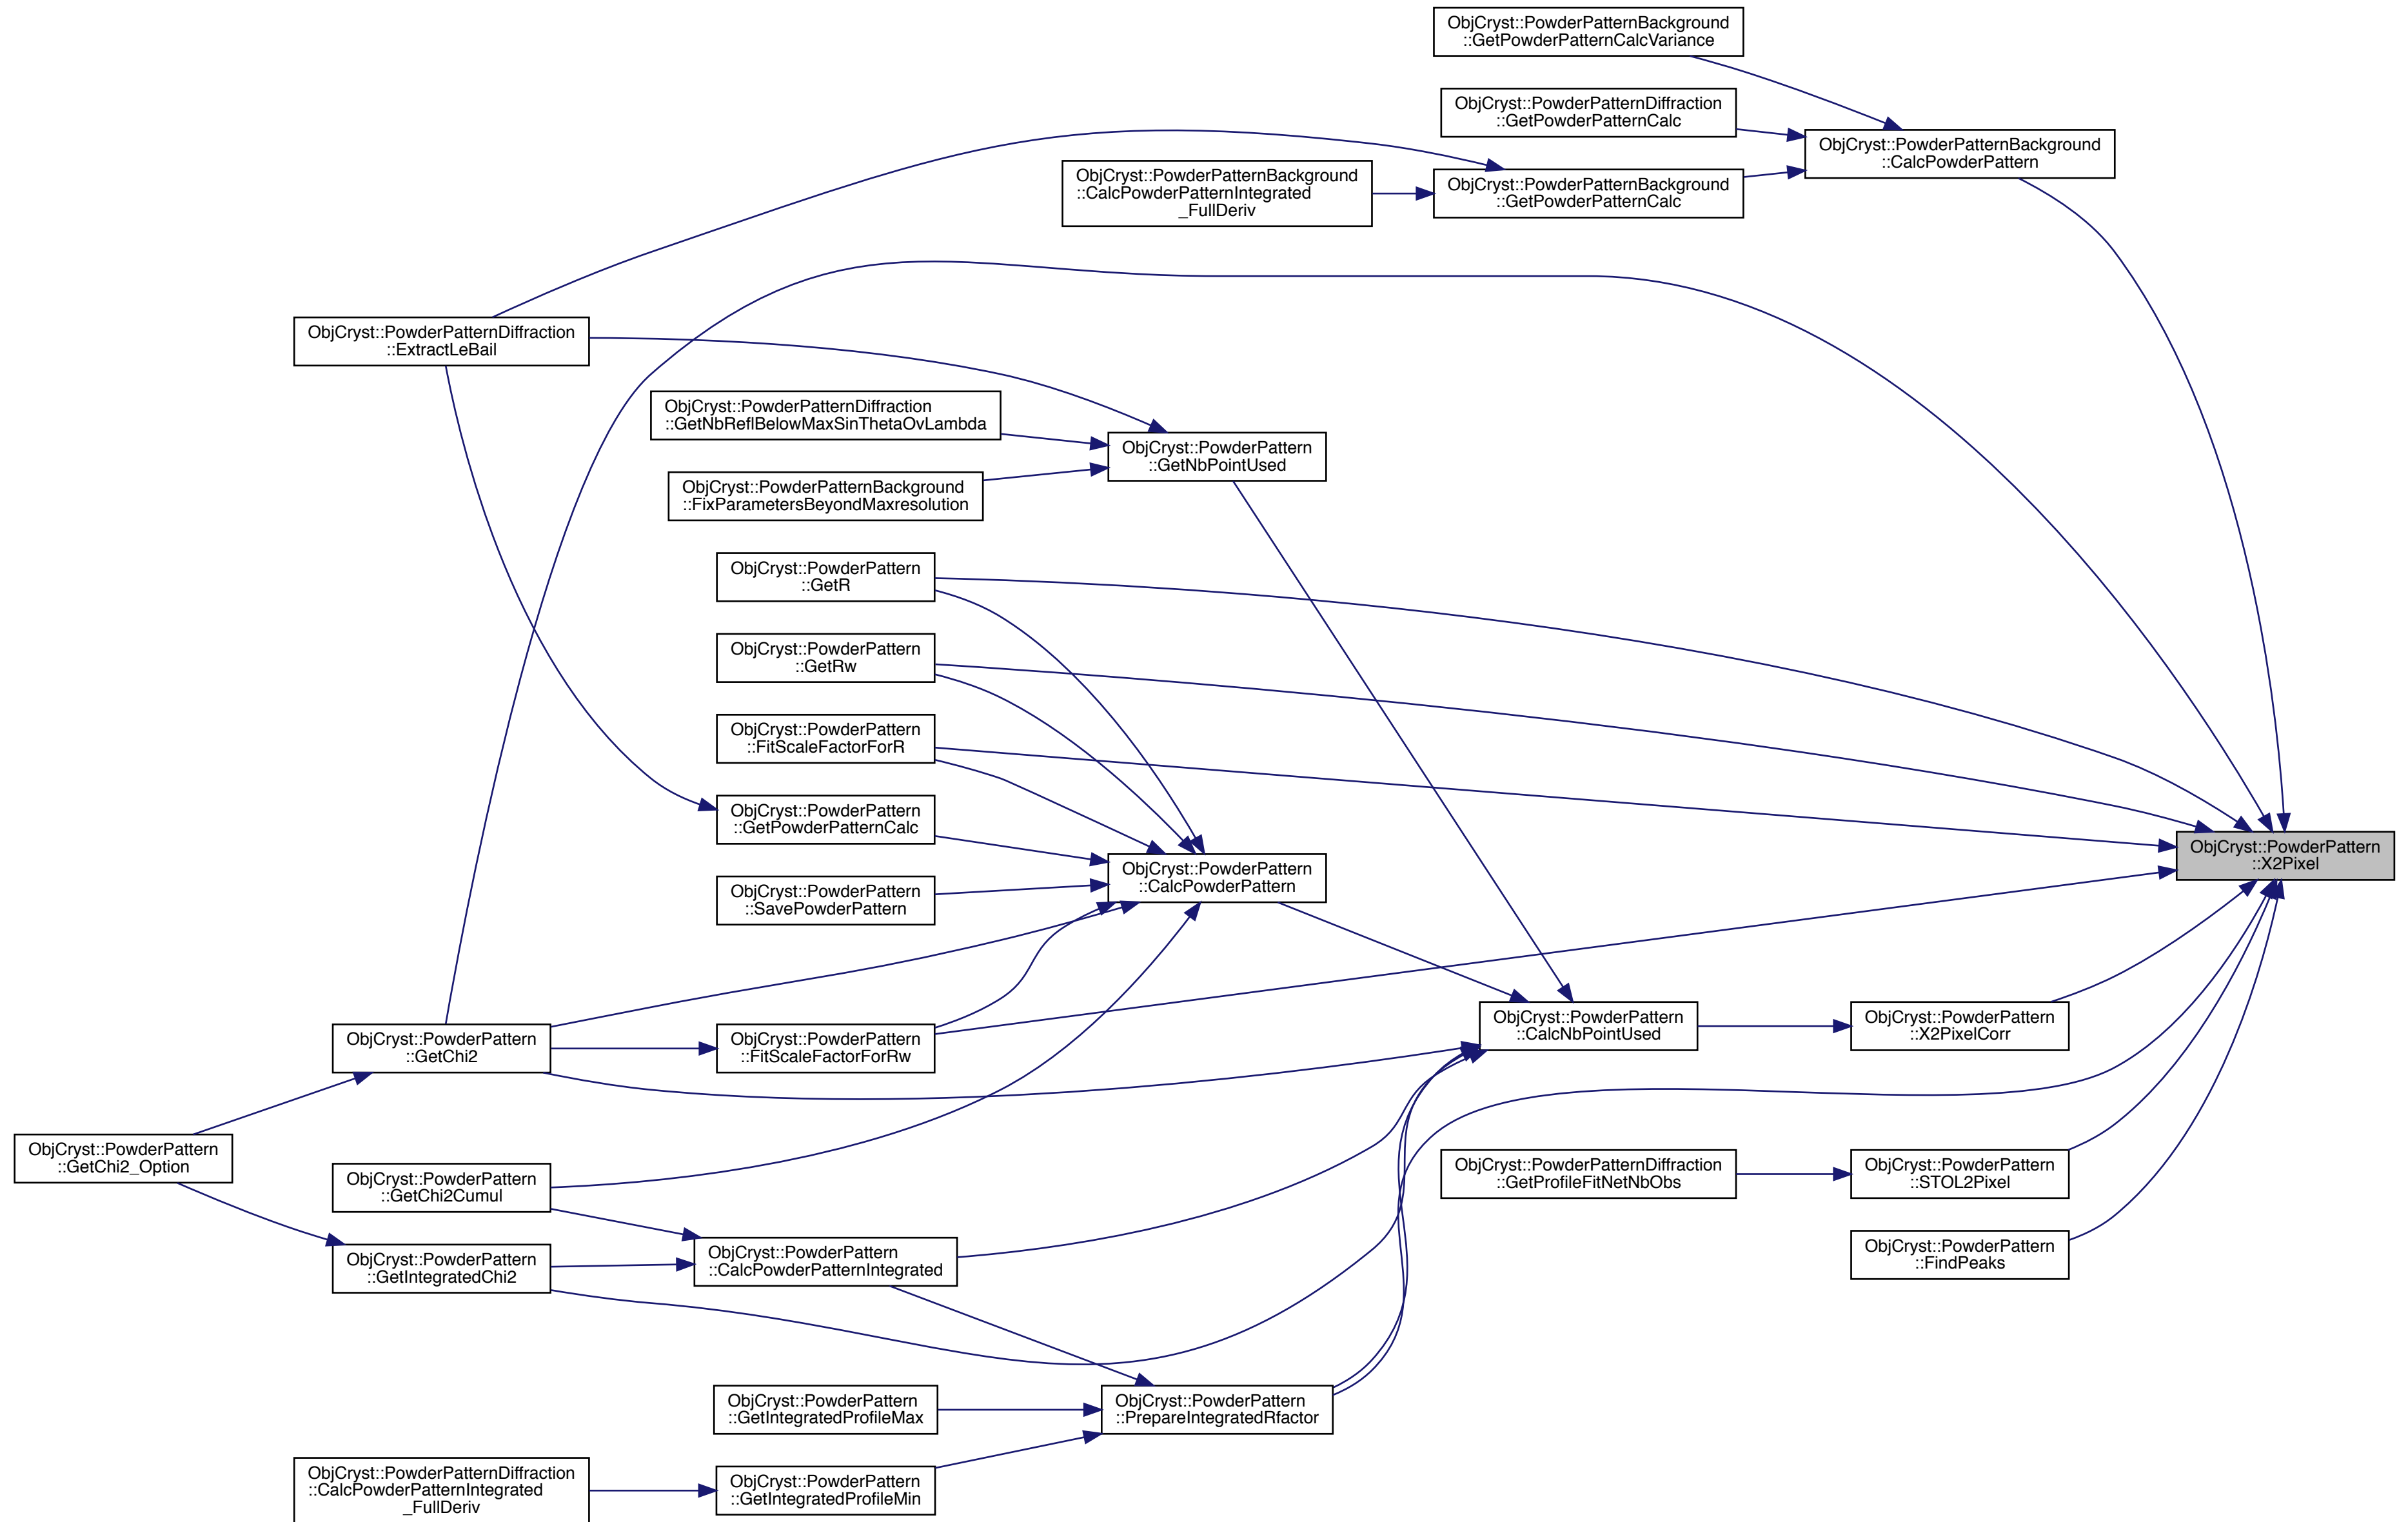 ObjCryst::PowderPatternBackground
::GetPowderPatternCalcVariance
ObjCryst::PowderPatternDiffraction
::GetPowderPatternCalc
ObjCryst::PowderPatternBackground
::CalcPowderPattern
ObjCryst::PowderPatternBackground
::CalcPowderPatternIntegrated
_FullDeriv
ObjCryst::PowderPatternBackground
::GetPowderPatternCalc
ObjCryst::PowderPatternDiffraction
::ExtractLeBail
ObjCryst::PowderPatternDiffraction
::GetNbReflBelowMaxSinThetaOvLambda
ObjCryst::PowderPattern
::GetNbPointUsed
ObjCryst::PowderPatternBackground
::FixParametersBeyondMaxresolution
ObjCryst::PowderPattern
::GetR
ObjCryst::PowderPattern
::GetRw
ObjCryst::PowderPattern
::FitScaleFactorForR
ObjCryst::PowderPattern
::GetPowderPatternCalc
ObjCryst::PowderPattern
::X2Pixel
ObjCryst::PowderPattern
::CalcPowderPattern
ObjCryst::PowderPattern
::SavePowderPattern
ObjCryst::PowderPattern
::GetChi2
ObjCryst::PowderPattern
::FitScaleFactorForRw
ObjCryst::PowderPattern
::CalcNbPointUsed
ObjCryst::PowderPattern
::X2PixelCorr
ObjCryst::PowderPattern
::GetChi2_Option
ObjCryst::PowderPattern
::GetChi2Cumul
ObjCryst::PowderPatternDiffraction
::GetProfileFitNetNbObs
ObjCryst::PowderPattern
::STOL2Pixel
ObjCryst::PowderPattern
::GetIntegratedChi2
ObjCryst::PowderPattern
::CalcPowderPatternIntegrated
ObjCryst::PowderPattern
::FindPeaks
ObjCryst::PowderPattern
::GetIntegratedProfileMax
ObjCryst::PowderPattern
::PrepareIntegratedRfactor
ObjCryst::PowderPatternDiffraction
::CalcPowderPatternIntegrated
_FullDeriv
ObjCryst::PowderPattern
::GetIntegratedProfileMin